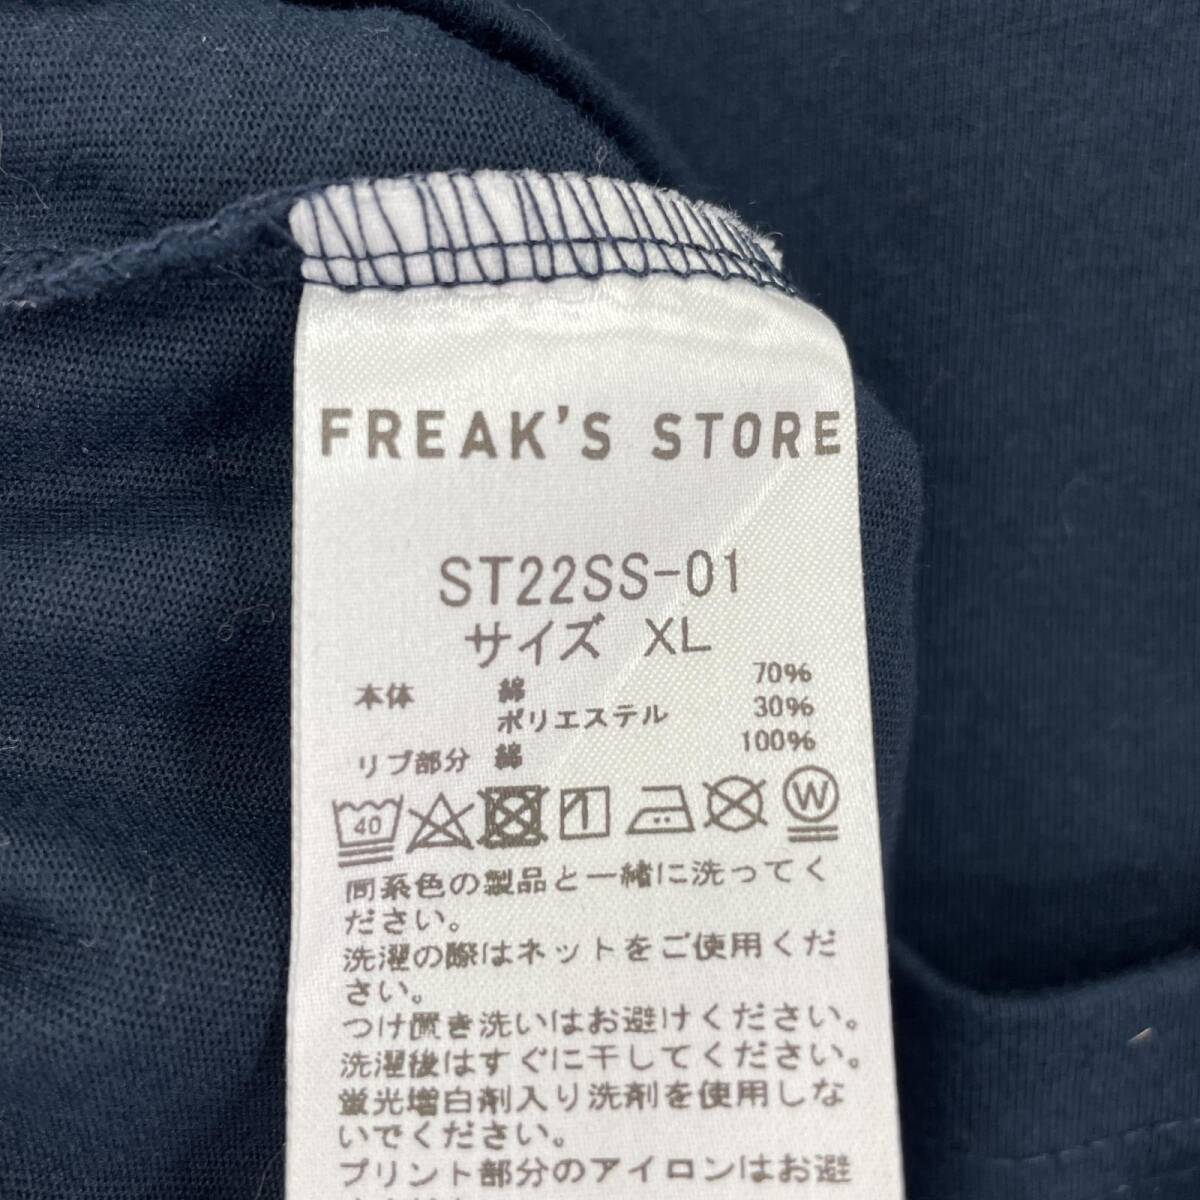 FREAK'S STORE
ST22SS-01
サイズ XL
本体 綿 70%
ポリエステル 30%
リブ部分 綿 100%
40 W
同系色の製品と一緒に洗ってく
ださい。
洗濯の際はネットをご使用くだ
さい。
つけ置き洗いはお避けください。
洗濯後はすぐに干してください。
蛍光増白剤入り洗剤を使用しな
いでください。
プリント部分のアイロンはお避